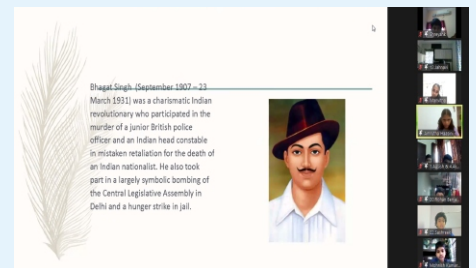 Bhagat Singh (September 1907 – 23
March 1931) was a charismatic Indian
revolutionary who participated in the
murder of a junior British police
officer and an Indian head constable
in mistaken retaliation for the death of
an Indian nationalist. He also took
part in a largely symbolic bombing of
the Central Legislative Assembly in
Delhi and a hunger strike in jail.